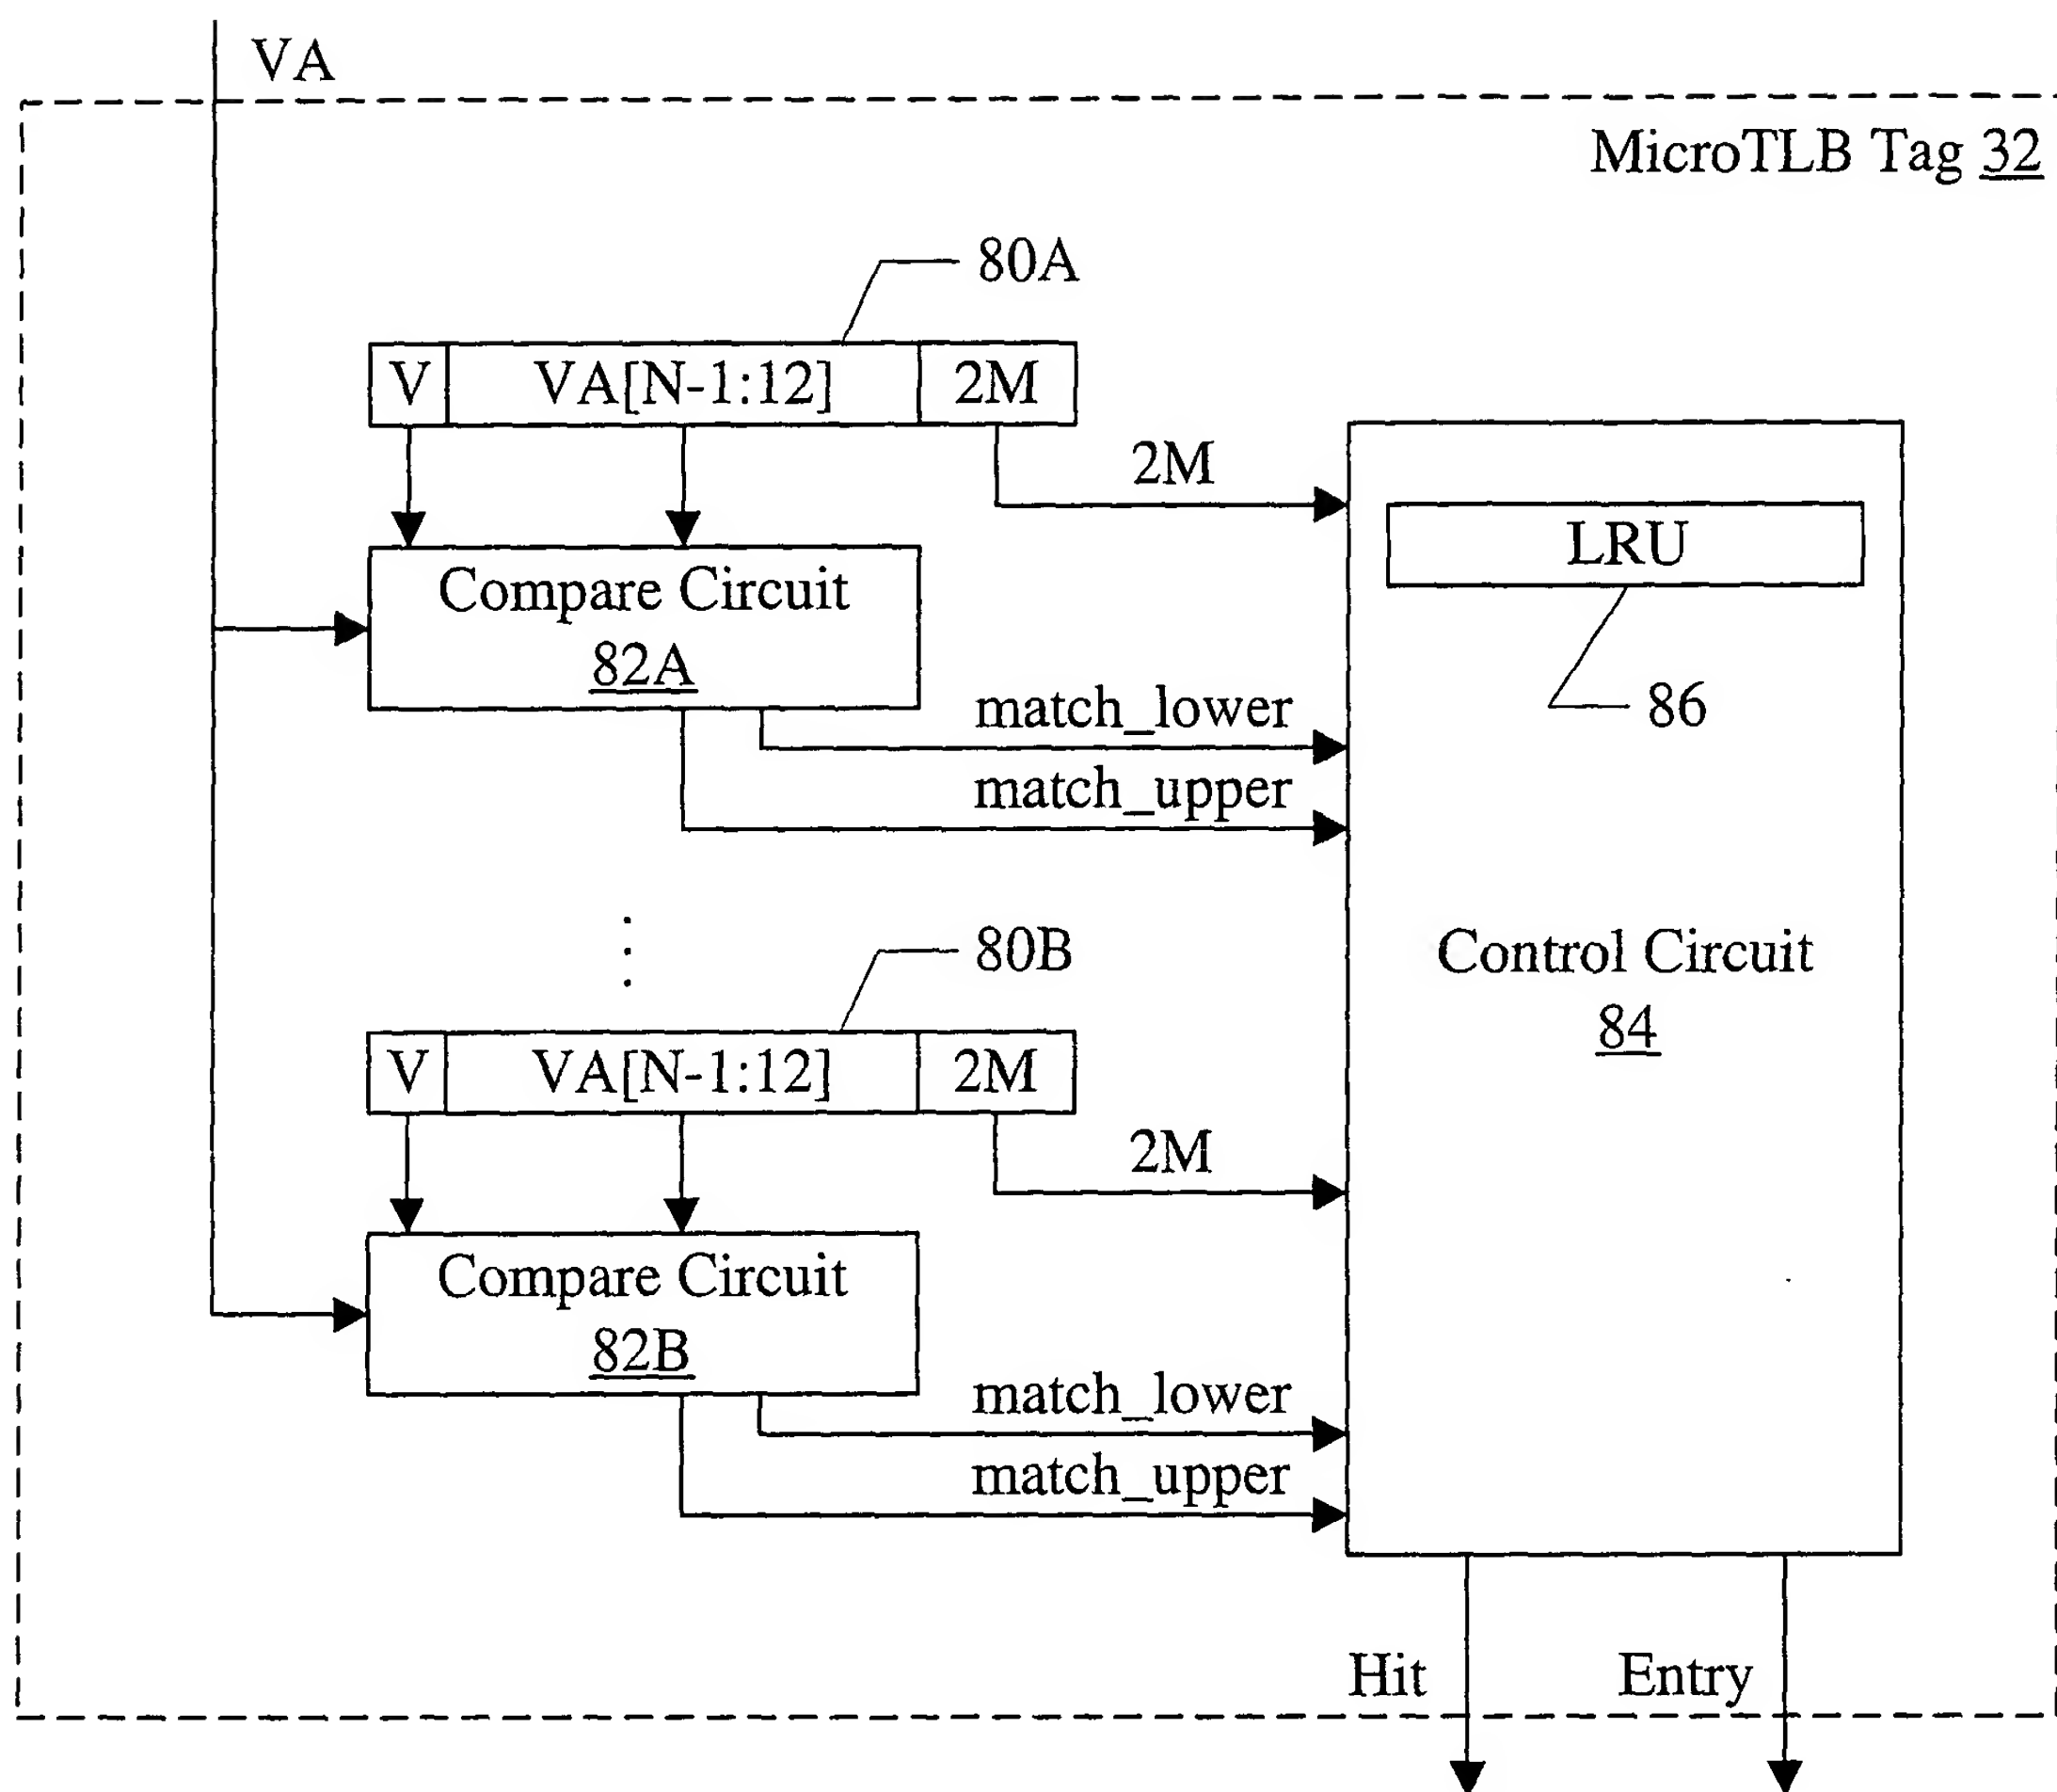 VA
MicroTLB Tag 32
80A
V VA[N-1:12] 2M
2M
LRU
Compare Circuit
82A
match_lower
86
match_upper
80B
Control Circuit
84
V VA[N-1:12] 2M
2M
Compare Circuit
82B
match_lower
match_upper
Hit Entry